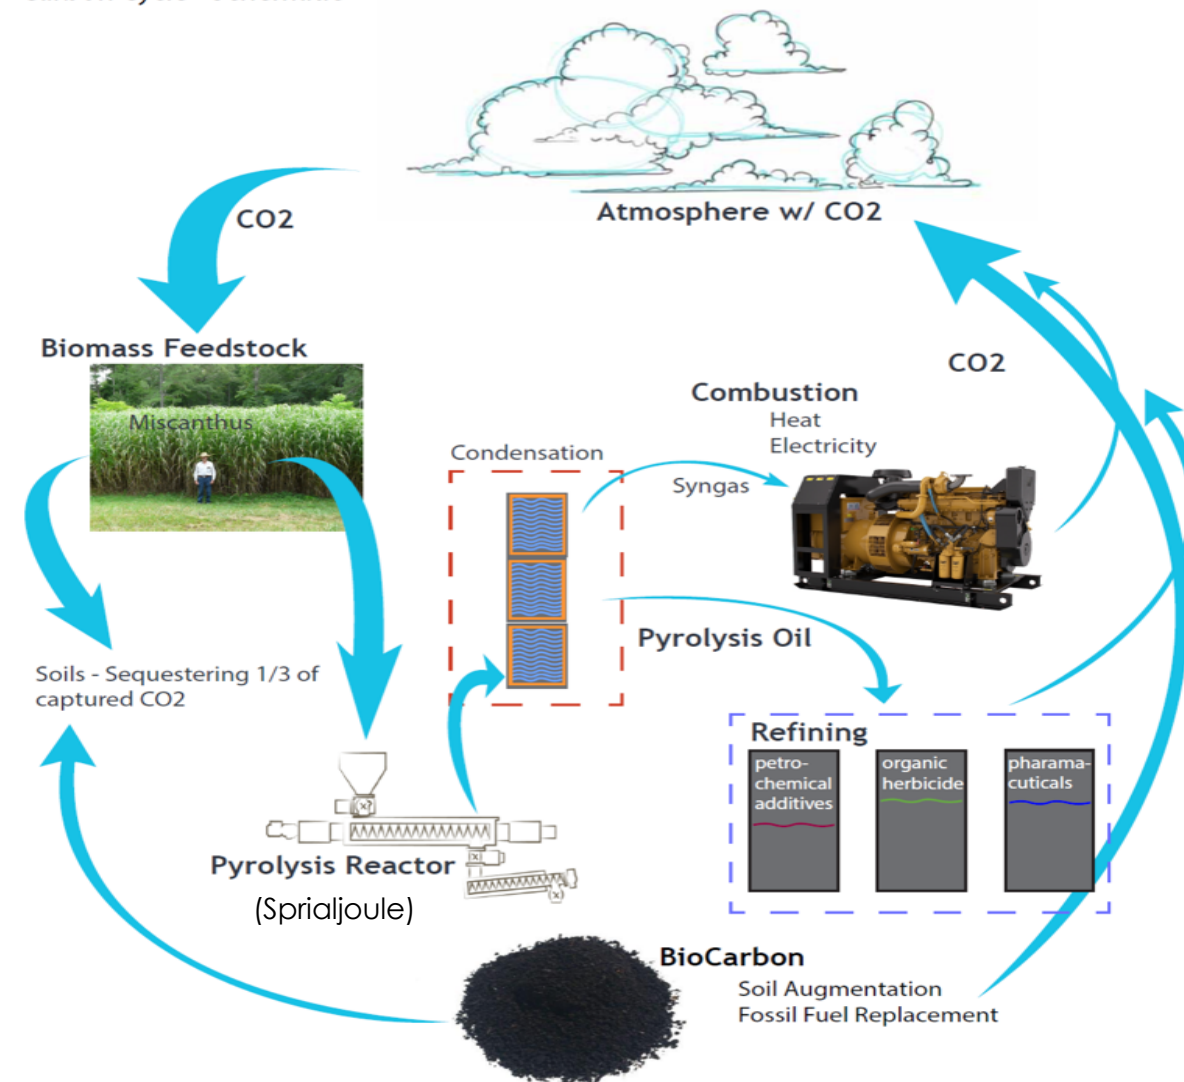 CO2
Atmosphere w/ CO2
Biomass Feedstock
Miscanthus
CO2
Combustion
Heat
Electricity
Condensation
Syngas
Pyrolysis Oil
Soils - Sequestering 1/3 of
captured CO2
Refining
petro-
chemical
additives
organic
herbicide
pharama-
cuticals
Pyrolysis Reactor
(Sprialjoule)
BioCarbon
Soil Augmentation
Fossil Fuel Replacement